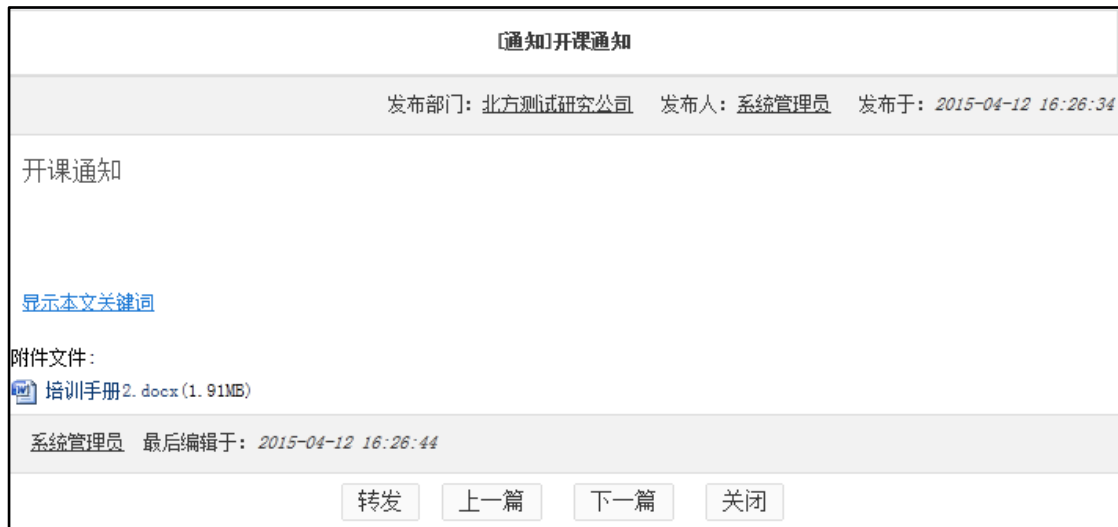 [通知]开课通知
发布部门：北方测试研究公司 发布人：系统管理员 发布于：2015-04-12 16:26:34
开课通知
显示本文关键词
附件文件：
培训手册2.docx(1.91MB)
系统管理员 最后编辑于：2015-04-12 16:26:44
转发 上一篇 下一篇 关闭